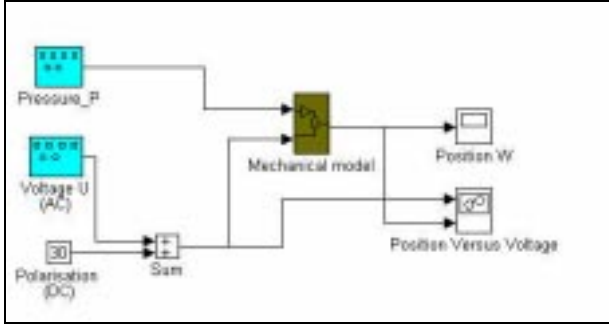 Pressure_P
Mechanical model
Position W
Voltage U
(AC)
Position Versus Voltage
30
Sum
Polarisation
(DC)